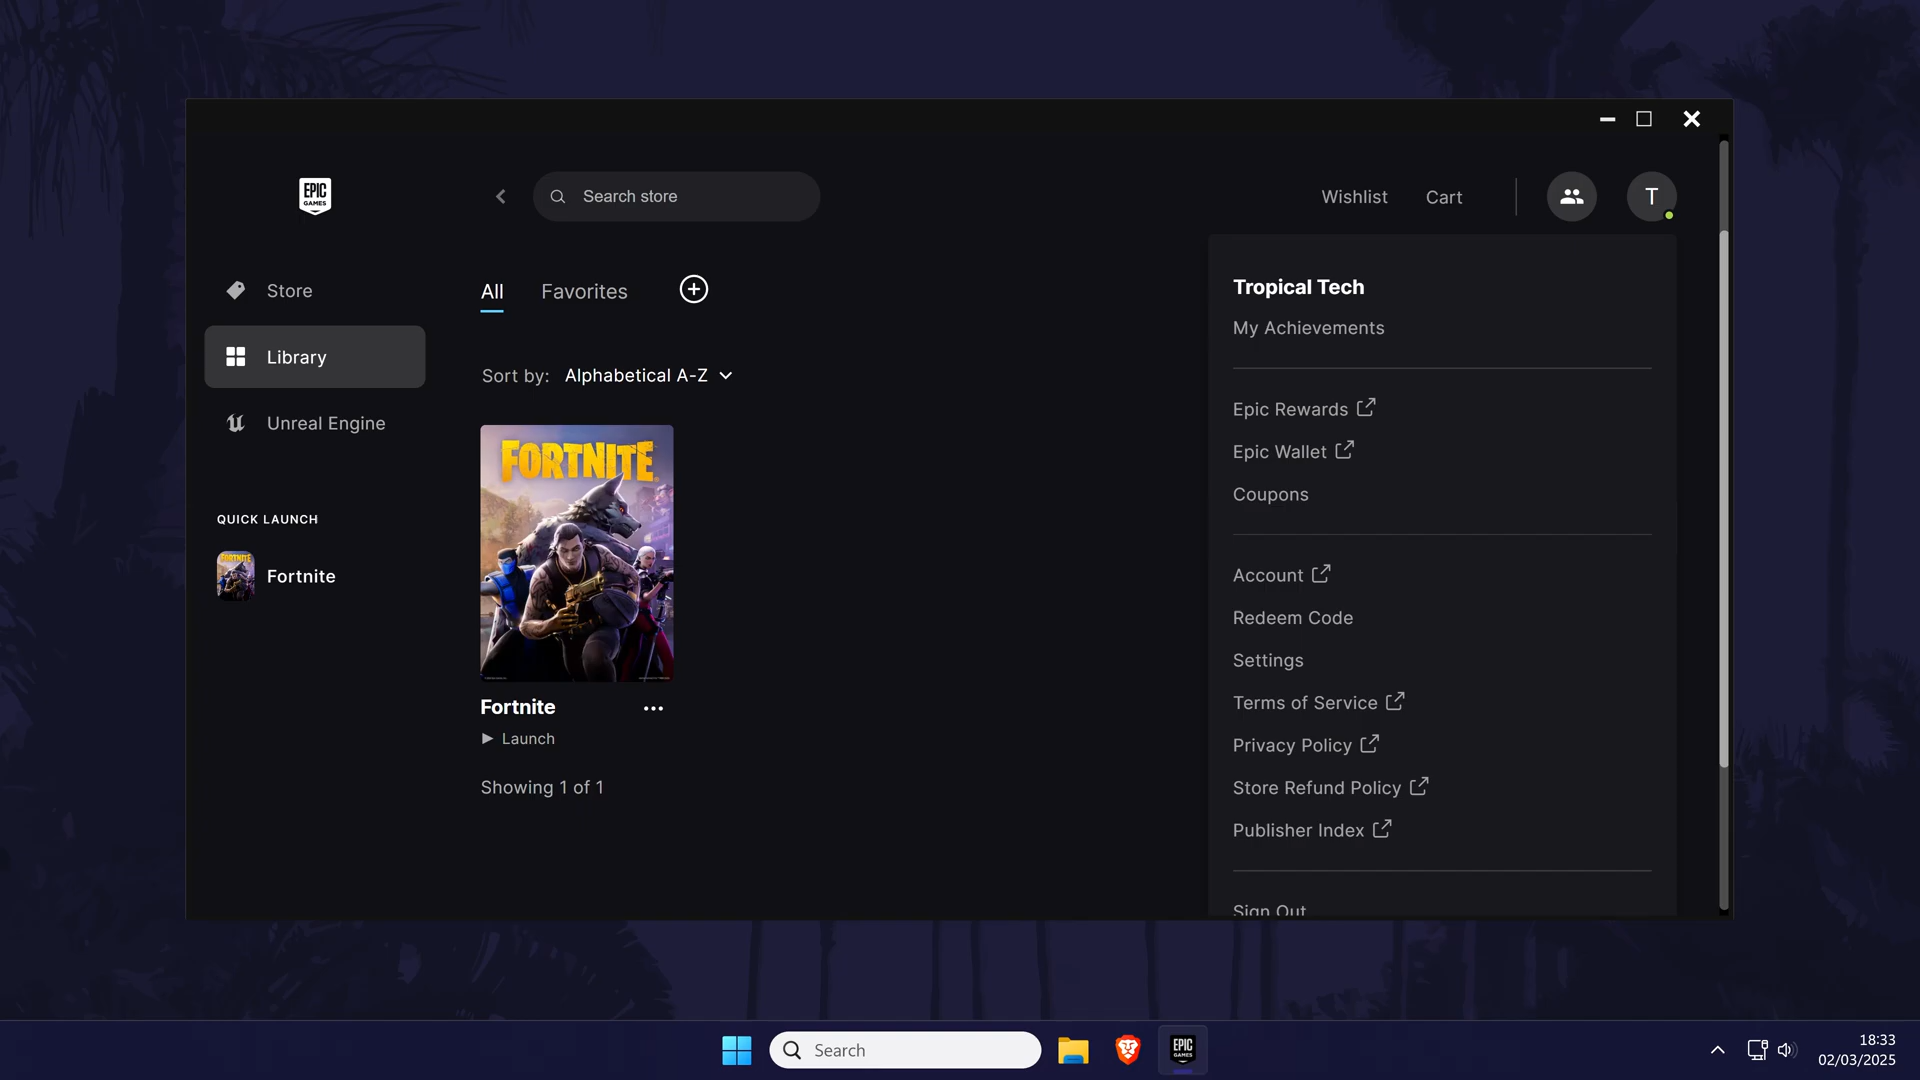 EPIC
GAMES
Search store
Wishlist
Cart
T
Store
Library
Unreal Engine
QUICK LAUNCH
FORTNITE
Fortnite
All
Favorites
Sort by: Alphabetical A-Z
FORTNITE
Fortnite
Launch
Showing 1 of 1
Tropical Tech
My Achievements
Epic Rewards
Epic Wallet
Coupons
Account
Redeem Code
Settings
Terms of Service
Privacy Policy
Store Refund Policy
Publisher Index
Sign Out
Search
EPIC
GAMES
18:33
02/03/2025